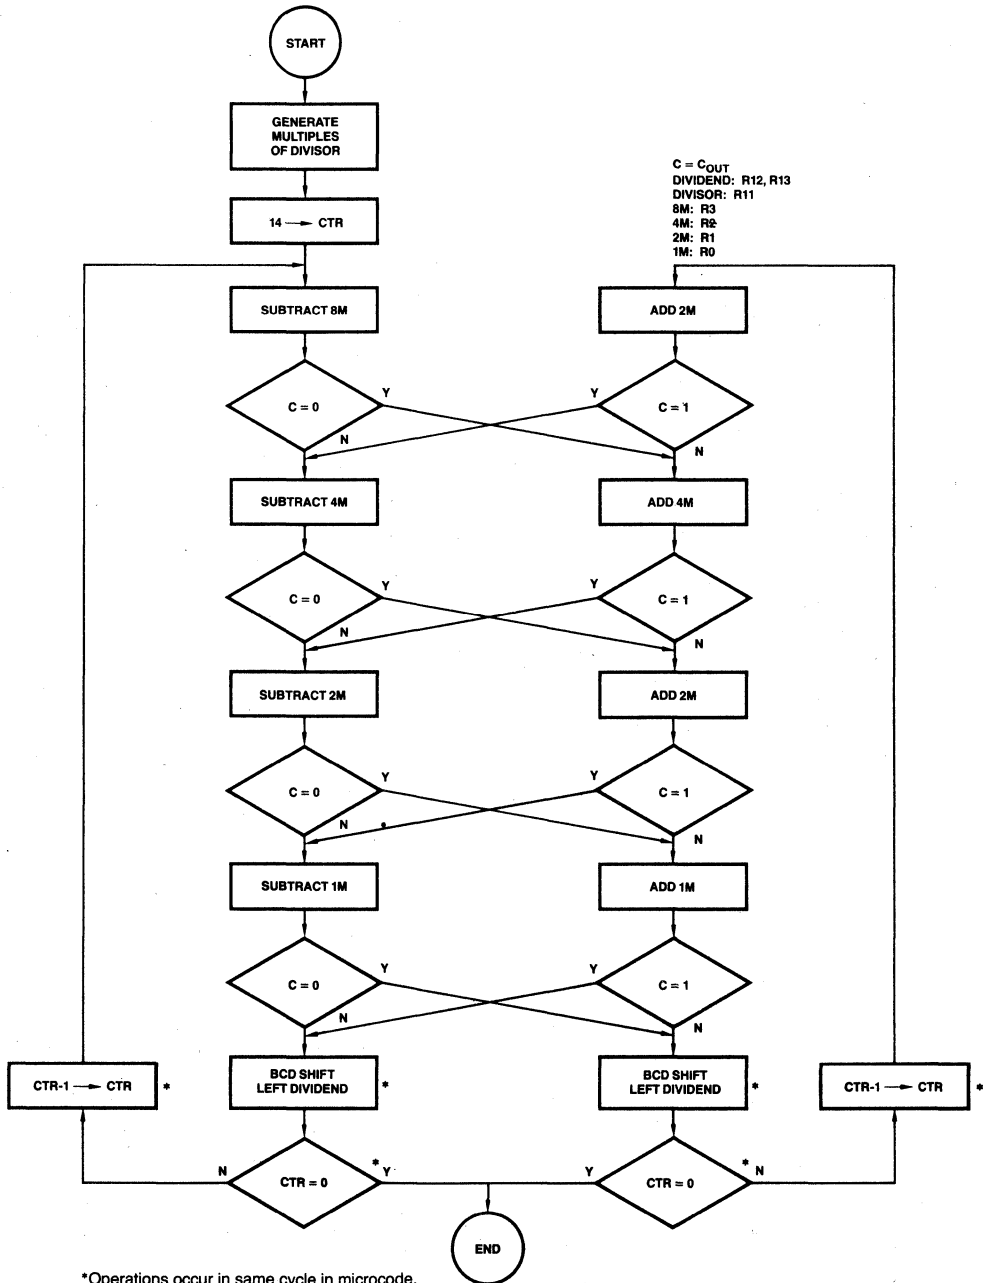 START
GENERATE
MULTIPLES
OF DIVISOR
14 → CTR
C = COUT
DIVIDEND: R12, R13
DIVISOR: R11
8M: R3
4M: R2
2M: R1
1M: R0
SUBTRACT 8M
ADD 2M
C = 0
Y
N
C = 1
Y
N
SUBTRACT 4M
ADD 4M
C = 0
Y
N
C = 1
Y
N
SUBTRACT 2M
ADD 2M
C = 0
Y
N
C = 1
Y
N
SUBTRACT 1M
ADD 1M
C = 0
Y
N
C = 1
Y
N
CTR-1 → CTR *
BCD SHIFT
LEFT DIVIDEND *
BCD SHIFT
LEFT DIVIDEND *
CTR-1 → CTR *
N
CTR = 0
* Y
Y
CTR = 0
* N
END
*Operations occur in same cycle in microcode.